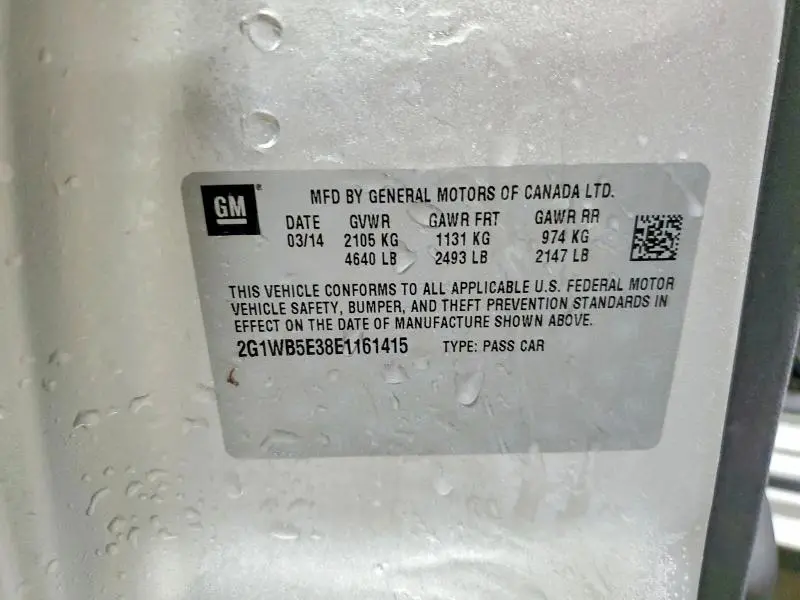 GM
MFD BY GENERAL MOTORS OF CANADA LTD.
DATE GVWR GAWR FRT GAWR RR
03/14 2105 KG 1131 KG 974 KG
4640 LB 2493 LB 2147 LB
THIS VEHICLE CONFORMS TO ALL APPLICABLE U.S. FEDERAL MOTOR
VEHICLE SAFETY, BUMPER, AND THEFT PREVENTION STANDARDS IN
EFFECT ON THE DATE OF MANUFACTURE SHOWN ABOVE.
2G1WB5E38E1161415 TYPE: PASS CAR